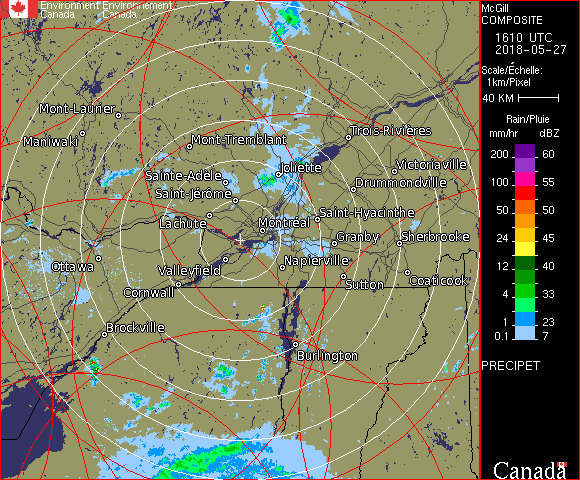 Environment Environnement
Canada Canada
McGill
COMPOSITE
1610 UTC
2018-05-27
Scale/Échelle:
1km/Pixel
40 KM
Rain/Pluie
mm/hr dBZ
200 60
100 55
50 50
24 45
12 40
4 33
1 23
0.1 7
PRECIPET
Canada
Mont-Laurier
Maniwaki
Mont-Tremblant
Trois-Rivières
Victoriaville
Joliette
Sainte-Adèle
Drummondville
Saint-Jérôme
Saint-Hyacinthe
Lachute
Montréal
Granby
Sherbrooke
Ottawa
Valleyfield
Napierville
Sutton
Coaticook
Cornwall
Brockville
Burlington